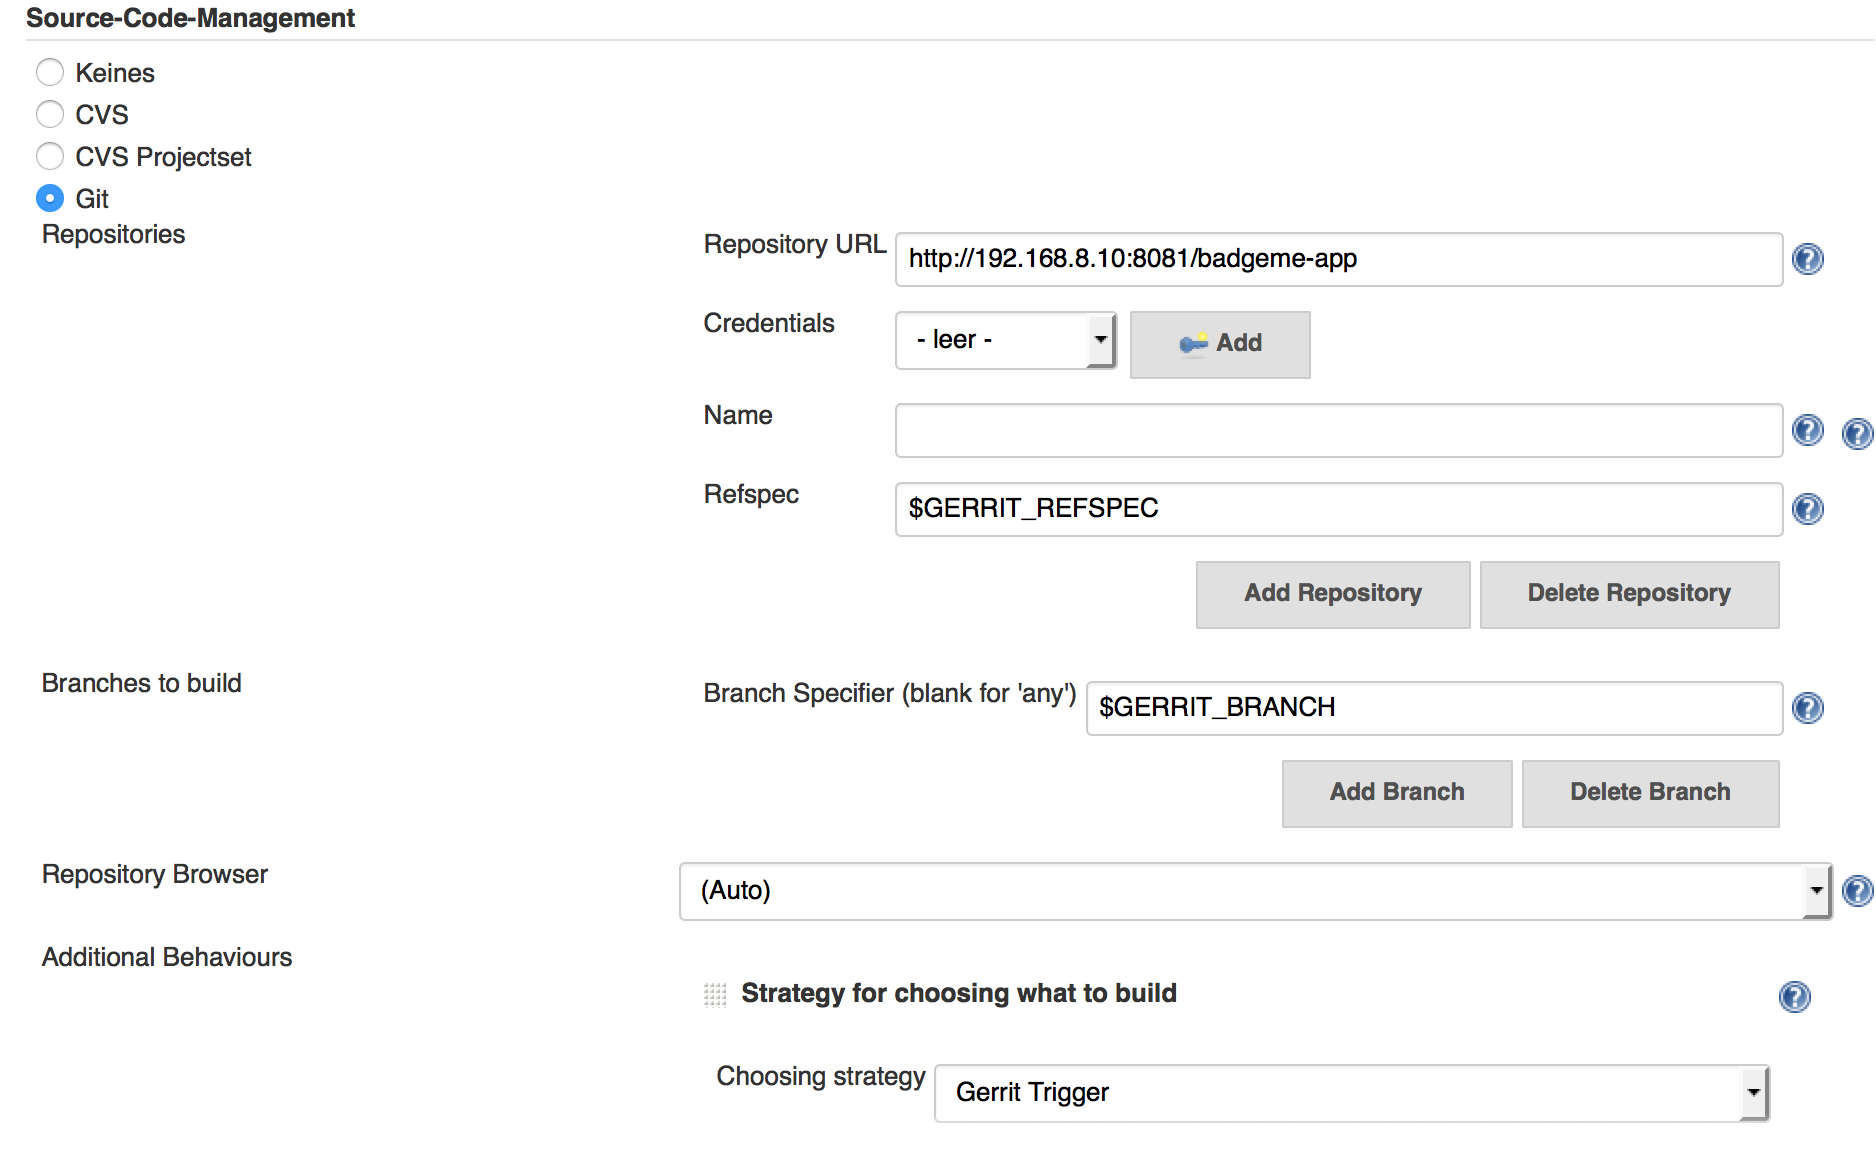 Source-Code-Management
Keines
CVS
CVS Projectset
Git
Repositories
Repository URL http://192.168.8.10:8081/badgeme-app
Credentials - leer - Add
Name
Refspec $GERRIT_REFSPEC
Add Repository Delete Repository
Branches to build Branch Specifier (blank for 'any') $GERRIT_BRANCH
Add Branch Delete Branch
Repository Browser (Auto)
Additional Behaviours
Strategy for choosing what to build
Choosing strategy Gerrit Trigger